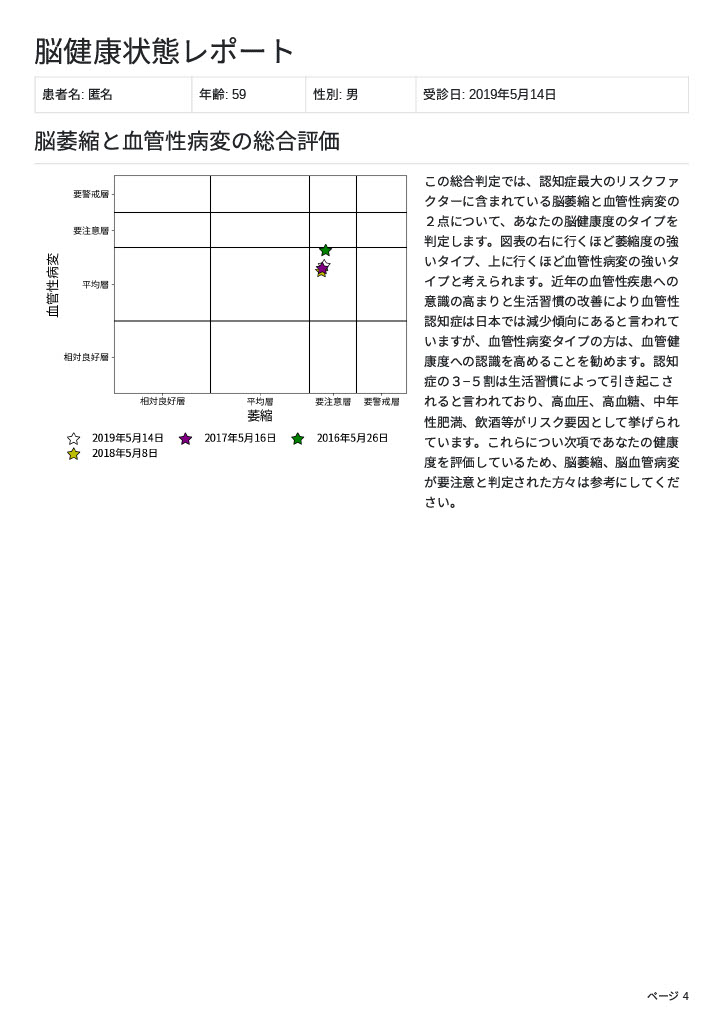 脳健康状態レポート
患者名: 匿名 年齢: 59 性別: 男 受診日: 2019年5月14日
脳萎縮と血管性病変の総合評価
要警戒層
要注意層
平均層
相対良好層
血管性病変
相対良好層 平均層 要注意層 要警戒層
萎縮
2019年5月14日 2017年5月16日 2016年5月26日
2018年5月8日
この総合判定では、認知症最大のリスクファ
クターに含まれている脳萎縮と血管性病変の
２点について、あなたの脳健康度のタイプを
判定します。図表の右に行くほど萎縮度の強
いタイプ、上に行くほど血管性病変の強いタ
イプと考えられます。近年の血管性疾患への
意識の高まりと生活習慣の改善により血管性
認知症は日本では減少傾向にあると言われて
いますが、血管性病変タイプの方は、血管健
康度への認識を高めることを勧めます。認知
症の３−５割は生活習慣によって引き起こさ
れると言われており、高血圧、高血糖、中年
性肥満、飲酒等がリスク要因として挙げられ
ています。これらについ次項であなたの健康
度を評価しているため、脳萎縮、脳血管病変
が要注意と判定された方々は参考にしてくだ
さい。
ページ 4